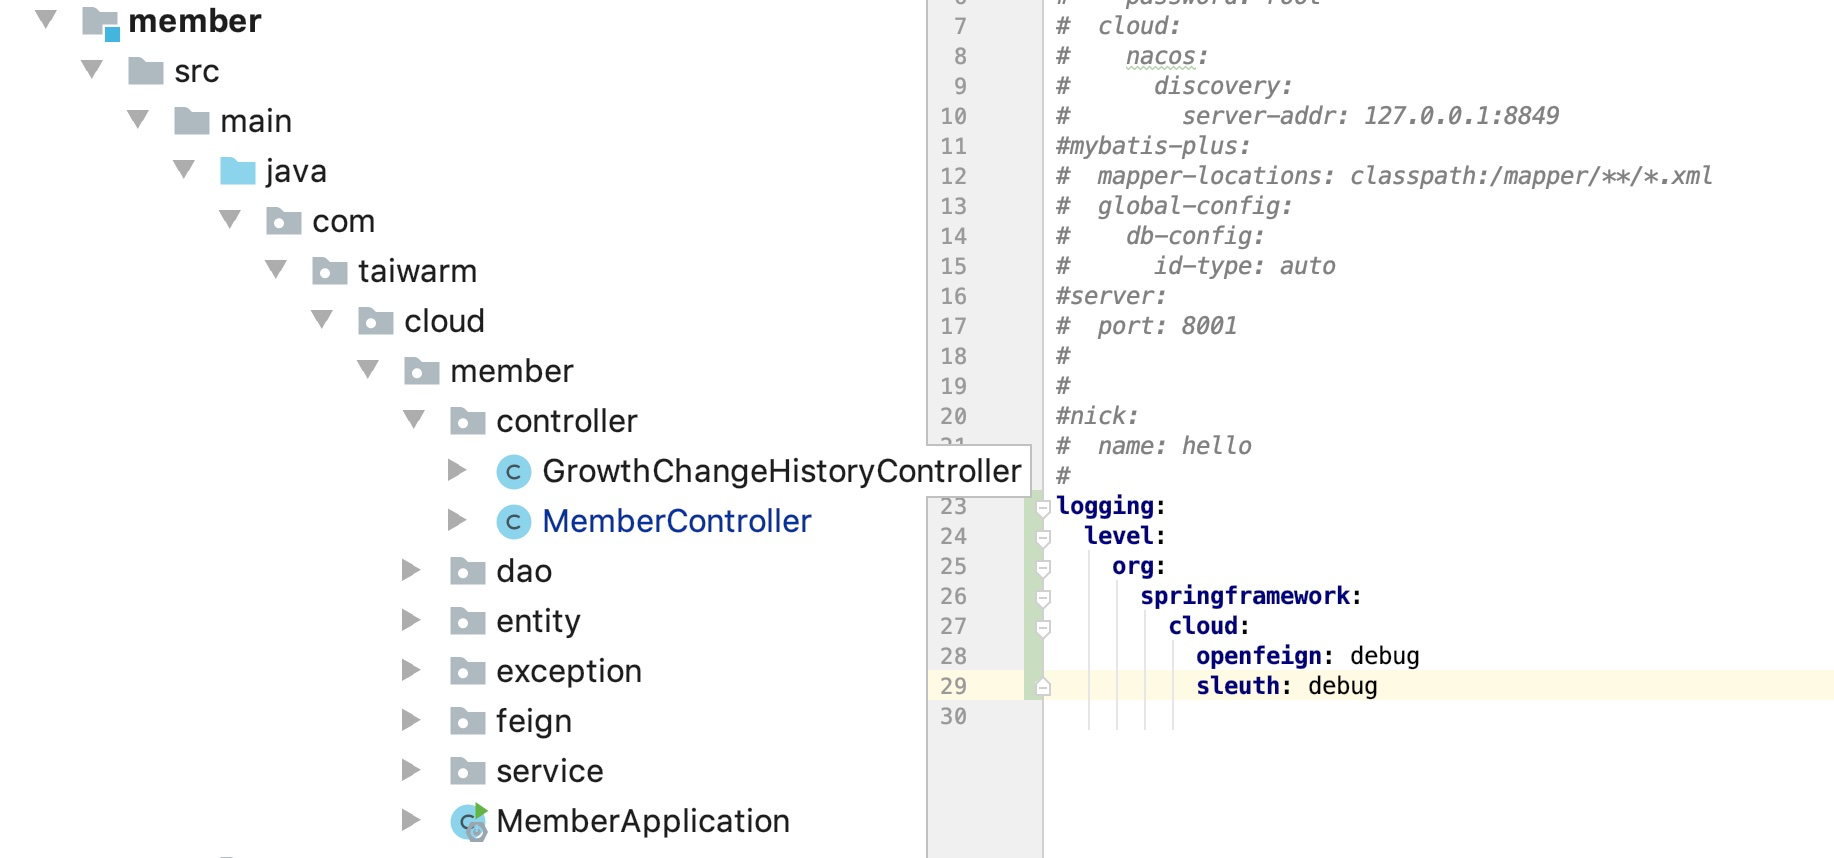 member
src
main
java
com
taiwarm
cloud
member
controller
C GrowthChangeHistoryController
C MemberController
dao
entity
exception
feign
service
C MemberApplication
# password: root
7 #  cloud:
8 #    nacos:
9 #      discovery:
10 #        server-addr: 127.0.0.1:8849
11 #mybatis-plus:
12 #  mapper-locations: classpath:/mapper/**/*.xml
13 #  global-config:
14 #    db-config:
15 #      id-type: auto
16 #server:
17 #  port: 8001
18 #
19 #
20 #nick:
21 #  name: hello
#
23 logging:
24   level:
25     org:
26       springframework:
27         cloud:
28           openfeign: debug
29           sleuth: debug
30